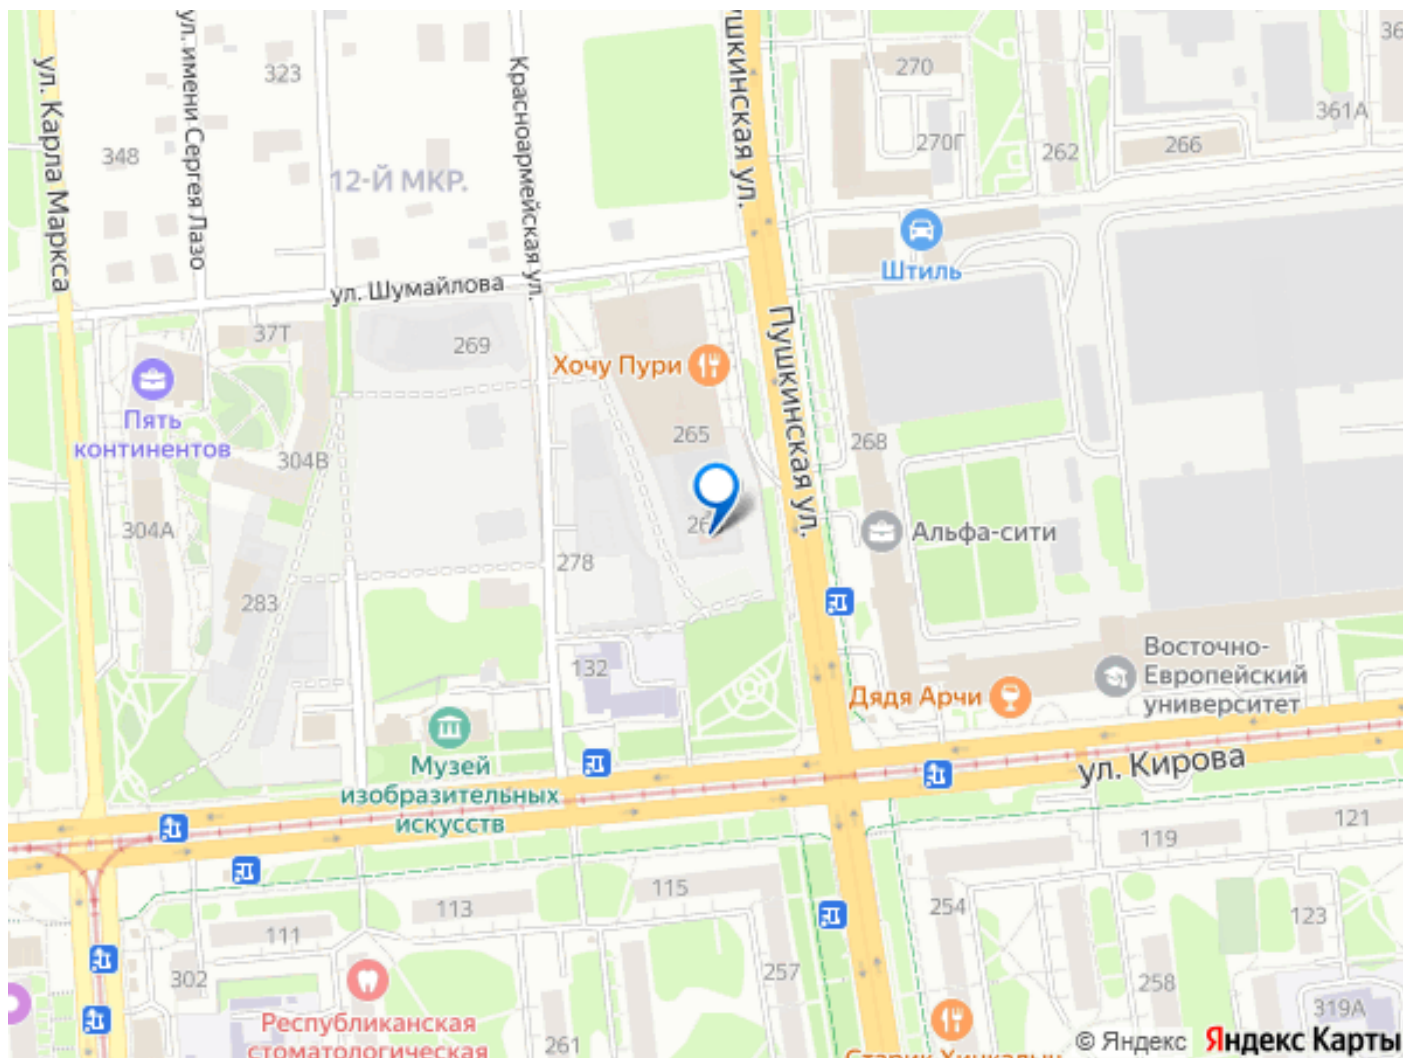 ул. Карла Маркса
ул. имени Сергея Лазо
323
348
12-Й МКР.
Красноармейская ул.
ул. Шумайлова
270
270Г
262
266
361А
36
Штиль
37Т
269
Хочу Пури
Пушкинская ул.
265
268
Пять
континентов
304В
304А
283
278
Альфа-сити
132
Восточно-
Европейский
университет
Дядя Арчи
Музей
изобразительных
искусств
ул. Кирова
119
121
115
113
111
254
123
302
257
258
319А
261
Республиканская
стоматологическая
© Яндекс
Яндекс Карты